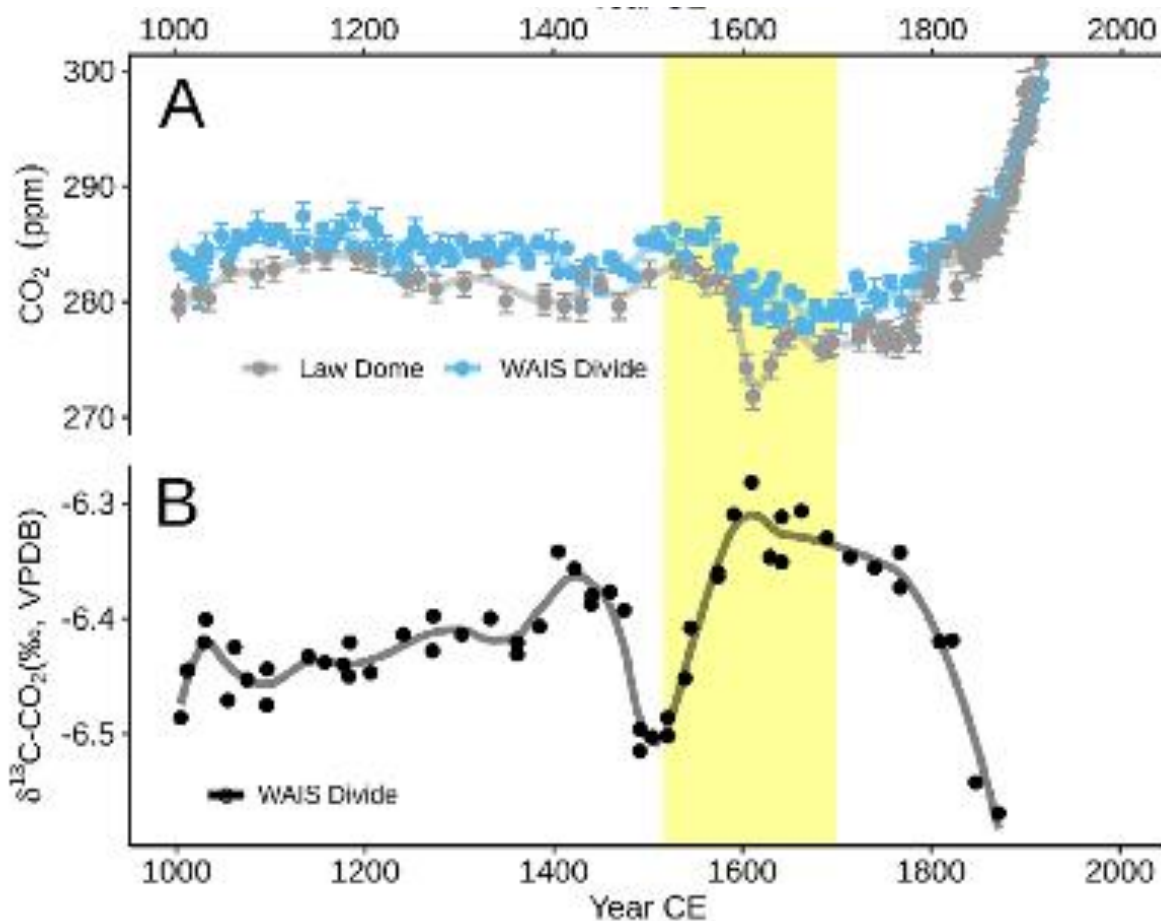 1000 1200 1400 1600 1800 2000
A
300
290
280
270
CO₂ (ppm)
Law Dome WAIS Divide
B
-6.3
-6.4
-6.5
δ¹³C-CO₂(‰, VPDB)
WAIS Divide
1000 1200 1400 1600 1800 2000
Year CE